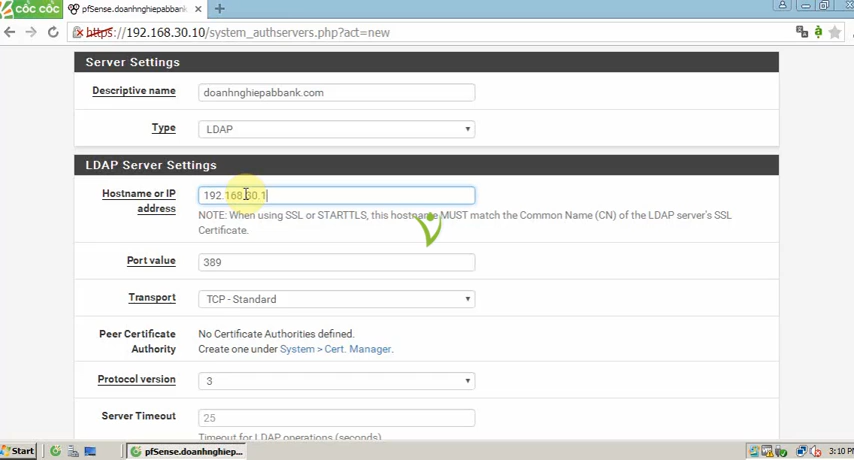 cốc cốc
pfSense.doanhnghiepabbank
https://192.168.30.10/system_authservers.php?act=new
Server Settings
Descriptive name
doanhnghiepabbank.com
Type
LDAP
LDAP Server Settings
Hostname or IP
address
192.168.30.1
NOTE: When using SSL or STARTTLS, this hostname MUST match the Common Name (CN) of the LDAP server's SSL
Certificate.
Port value
389
Transport
TCP - Standard
Peer Certificate
Authority
No Certificate Authorities defined.
Create one under System > Cert. Manager.
Protocol version
3
Server Timeout
25
Timeout for LDAP operations (seconds)
Start
pfSense.doanhnghiep...
3:10 PM